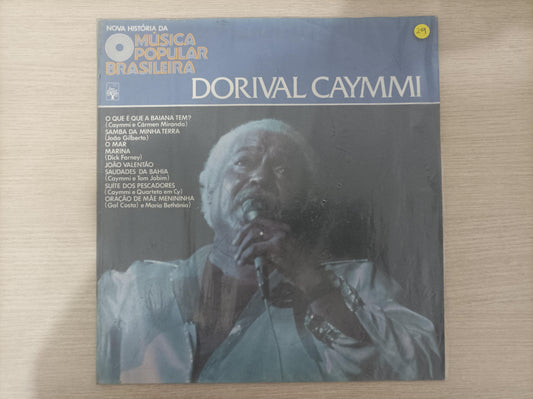 NOVA HISTÓRIA DA
MÚSICA
POPULAR
BRASILEIRA
DORIVAL CAYMMI
29
O QUE É QUE A BAIANA TEM?
(Caymmi e Cármen Miranda)
SAMBA DA MINHA TERRA
(João Gilberto)
O MAR
MARINA
(Dick Farney)
JOÃO VALENTÃO
SAUDADES DA BAHIA
(Caymmi e Tom Jobim)
SUITE DOS PESCADORES
(Caymmi e Quarteto em Cy)
ORAÇÃO DE MÃE MENININHA
(Gal Costa) e Maria Bethânia)